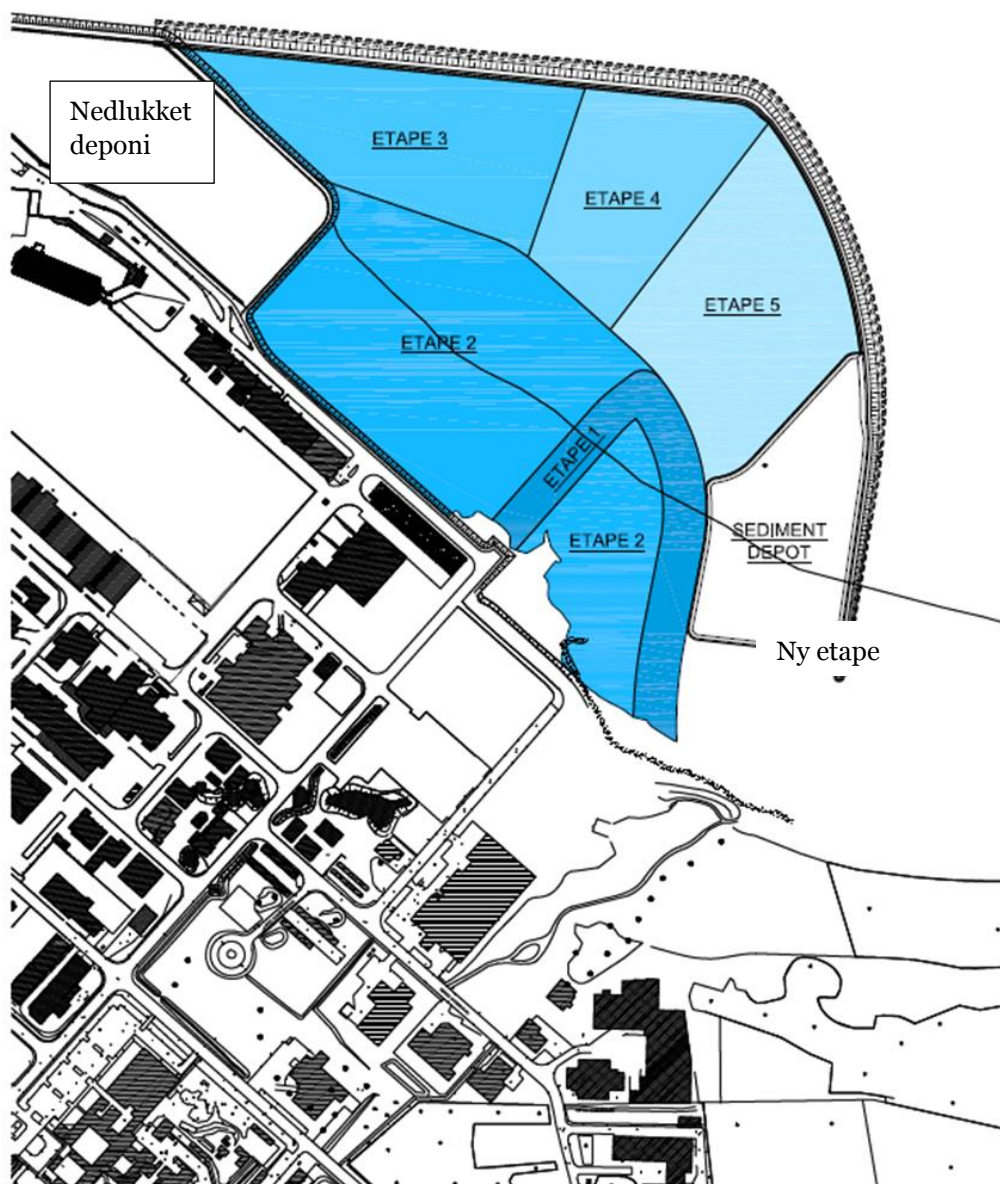 Nedlukket
deponi
ETAPE 3
ETAPE 4
ETAPE 5
ETAPE 2
ETAPE 1
ETAPE 2
SEDIMENT
DEPOT
Ny etape